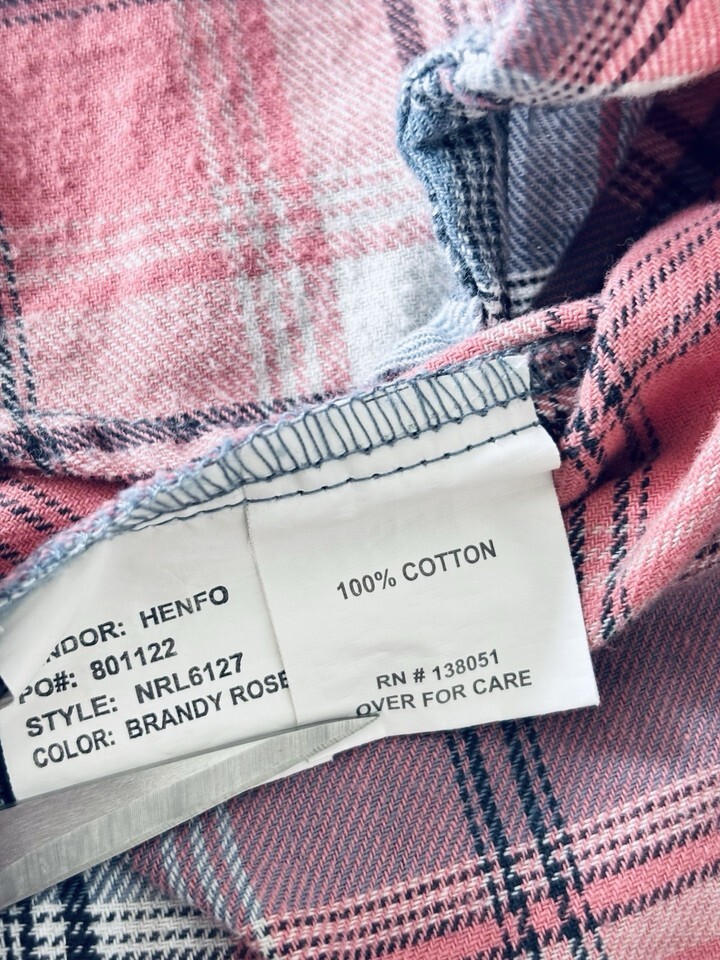 NDOR: HENFO
PO#: 801122
STYLE: NRL6127
COLOR: BRANDY ROSE
100% COTTON
RN # 138051
OVER FOR CARE